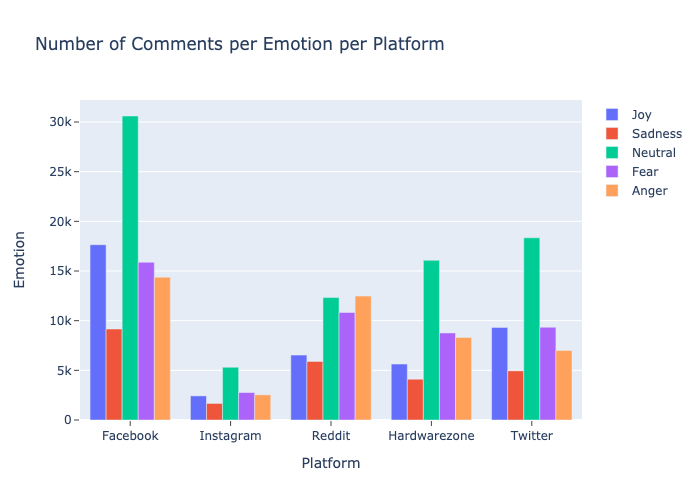 Number of Comments per Emotion per Platform
30k
25k
20k
15k
10k
5k
0
Emotion
Facebook
Instagram
Reddit
Hardwarezone
Twitter
Platform
Joy
Sadness
Neutral
Fear
Anger